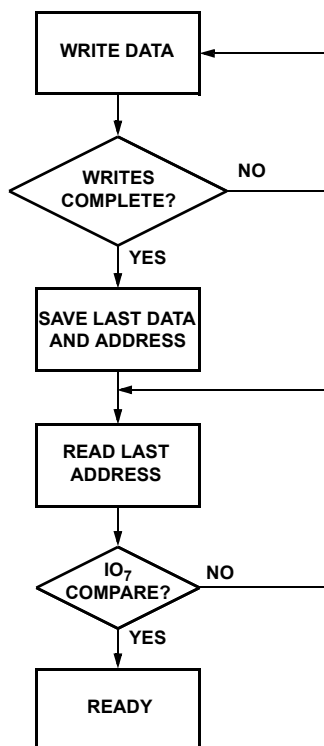 WRITE DATA
WRITES
COMPLETE?
NO
YES
SAVE LAST DATA
AND ADDRESS
READ LAST
ADDRESS
IO₇
COMPARE?
NO
YES
READY